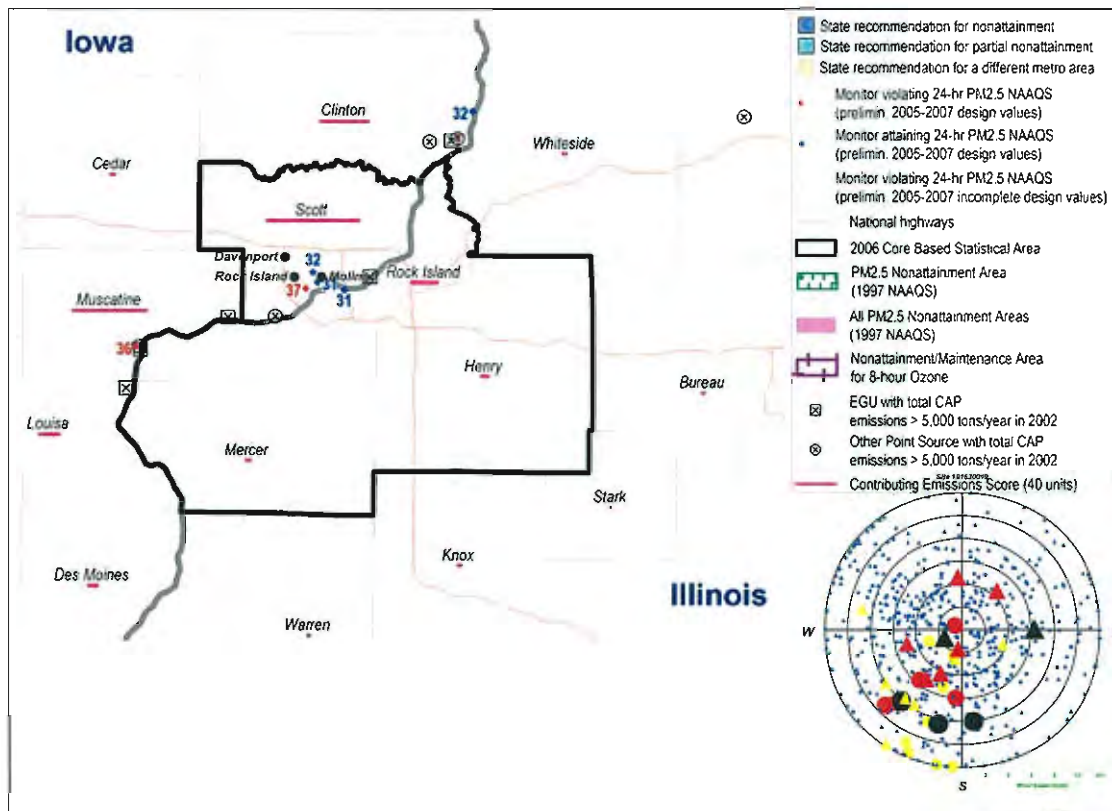 Iowa
Clinton
32
Whiteside
Cedar
Scott
Davenport
32
Rock Island
Rock Island
37
31
31
Muscatine
36
Henry
Bureau
Louisa
Mercer
Stark
Knox
Des Moines
Illinois
Warren
State recommendation for nonattainment
State recommendation for partial nonattainment
State recommendation for a different metro area
Monitor violating 24-hr PM2.5 NAAQS
(prelimin. 2005-2007 design values)
Monitor attaining 24-hr PM2.5 NAAQS
(prelimin. 2005-2007 design values)
Monitor violating 24-hr PM2.5 NAAQS
(prelimin. 2005-2007 incomplete design values)
National highways
2006 Core Based Statistical Area
PM2.5 Nonattainment Area
(1997 NAAQS)
All PM2.5 Nonattainment Areas
(1997 NAAQS)
Nonattainment/Maintenance Area
for 8-hour Ozone
EGU with total CAP
emissions > 5,000 tons/year in 2002
Other Point Source with total CAP
emissions > 5,000 tons/year in 2002
Contributing Emissions Score (40 units)
W
S